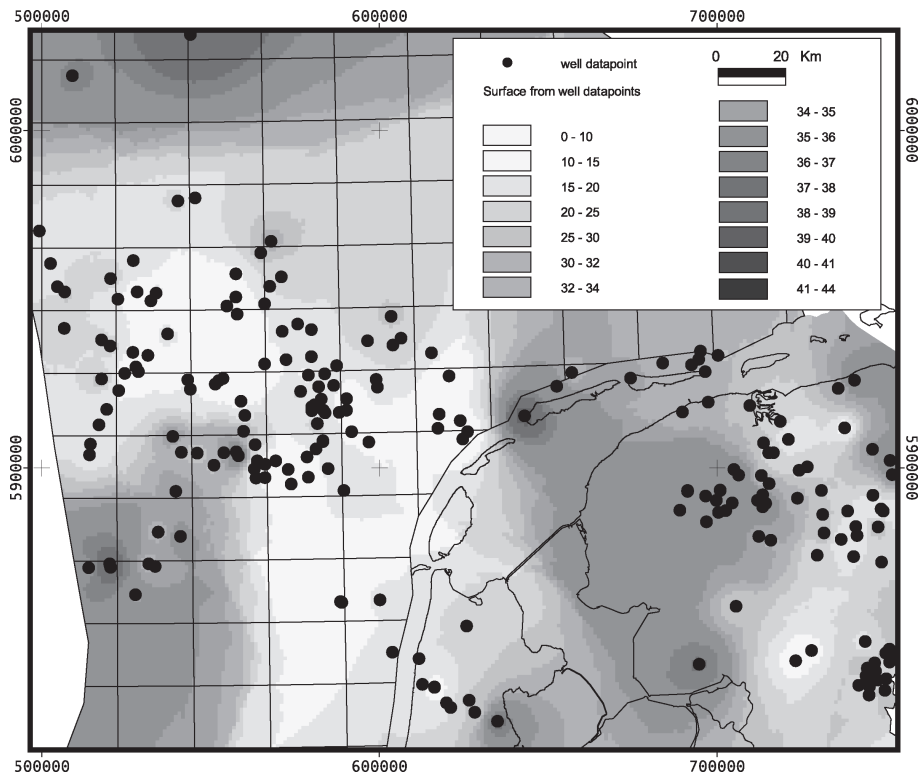 500000 600000 700000
well datapoint
Surface from well datapoints
0 - 10
10 - 15
15 - 20
20 - 25
25 - 30
30 - 32
32 - 34
0 20 Km
34 - 35
35 - 36
36 - 37
37 - 38
38 - 39
39 - 40
40 - 41
41 - 44
6000000 6000000
5900000 5900000
500000 600000 700000